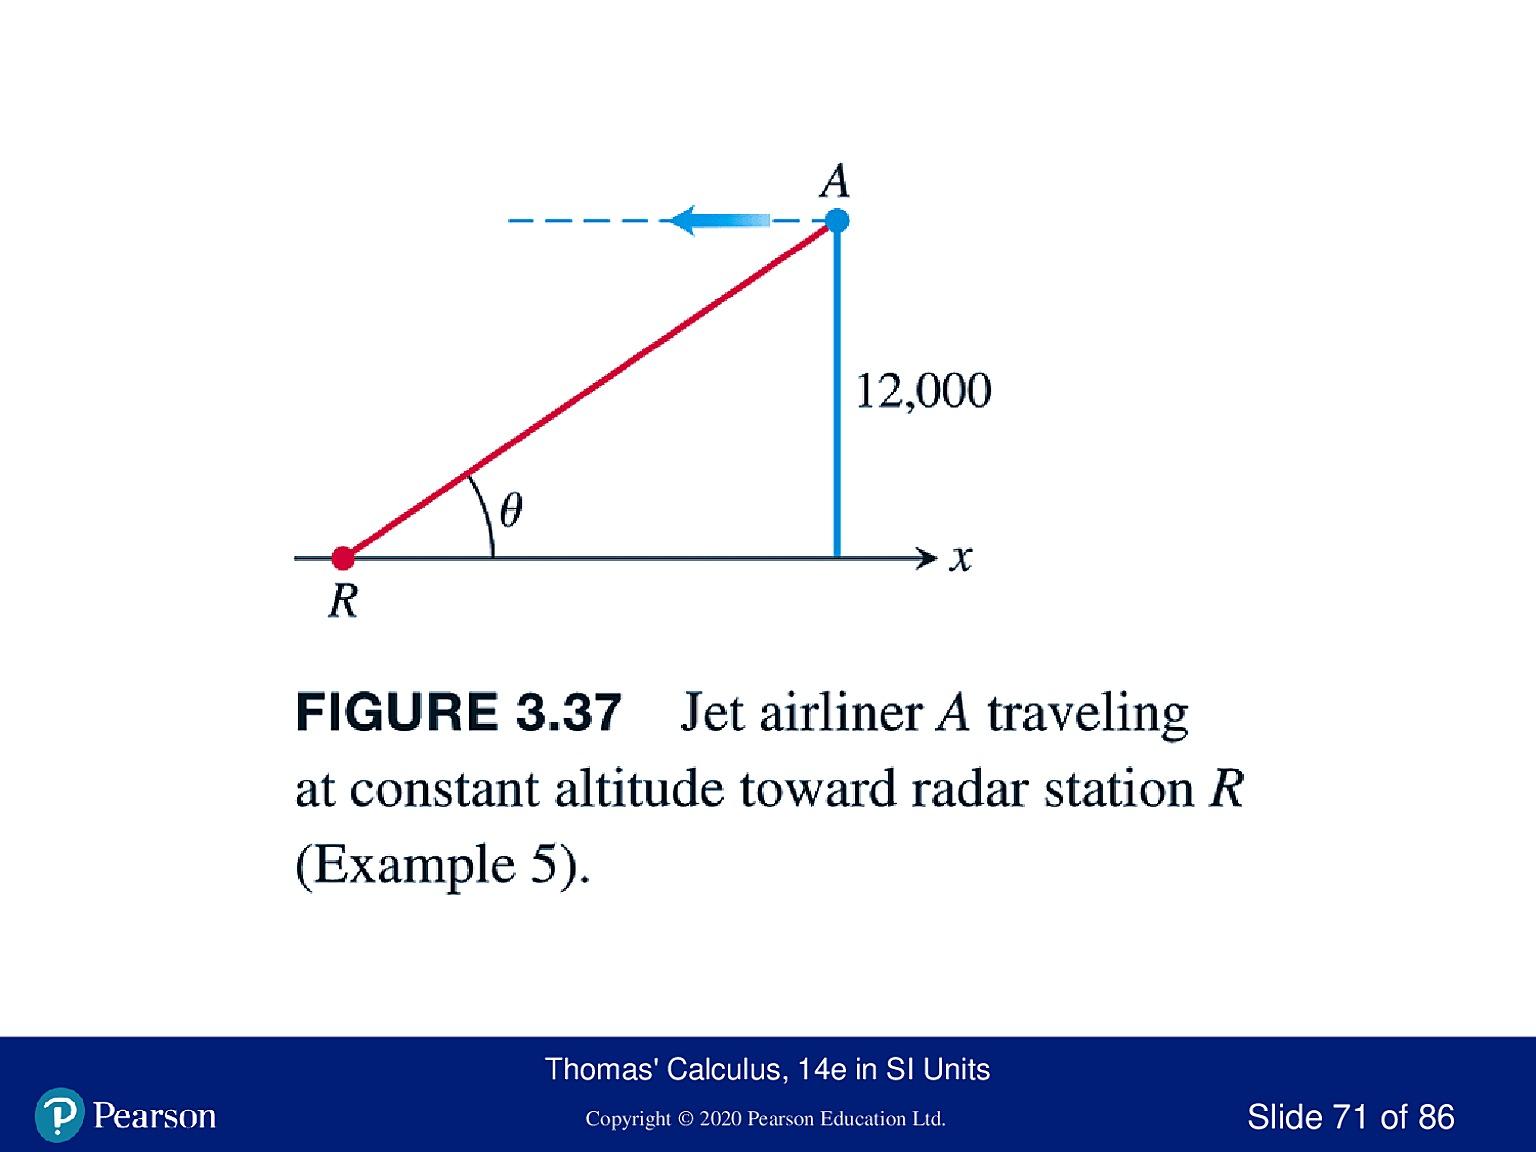 A
12,000
θ
x
R
FIGURE 3.37 Jet airliner A traveling
at constant altitude toward radar station R
(Example 5).
Thomas' Calculus, 14e in SI Units
Pearson
Copyright © 2020 Pearson Education Ltd.
Slide 71 of 86